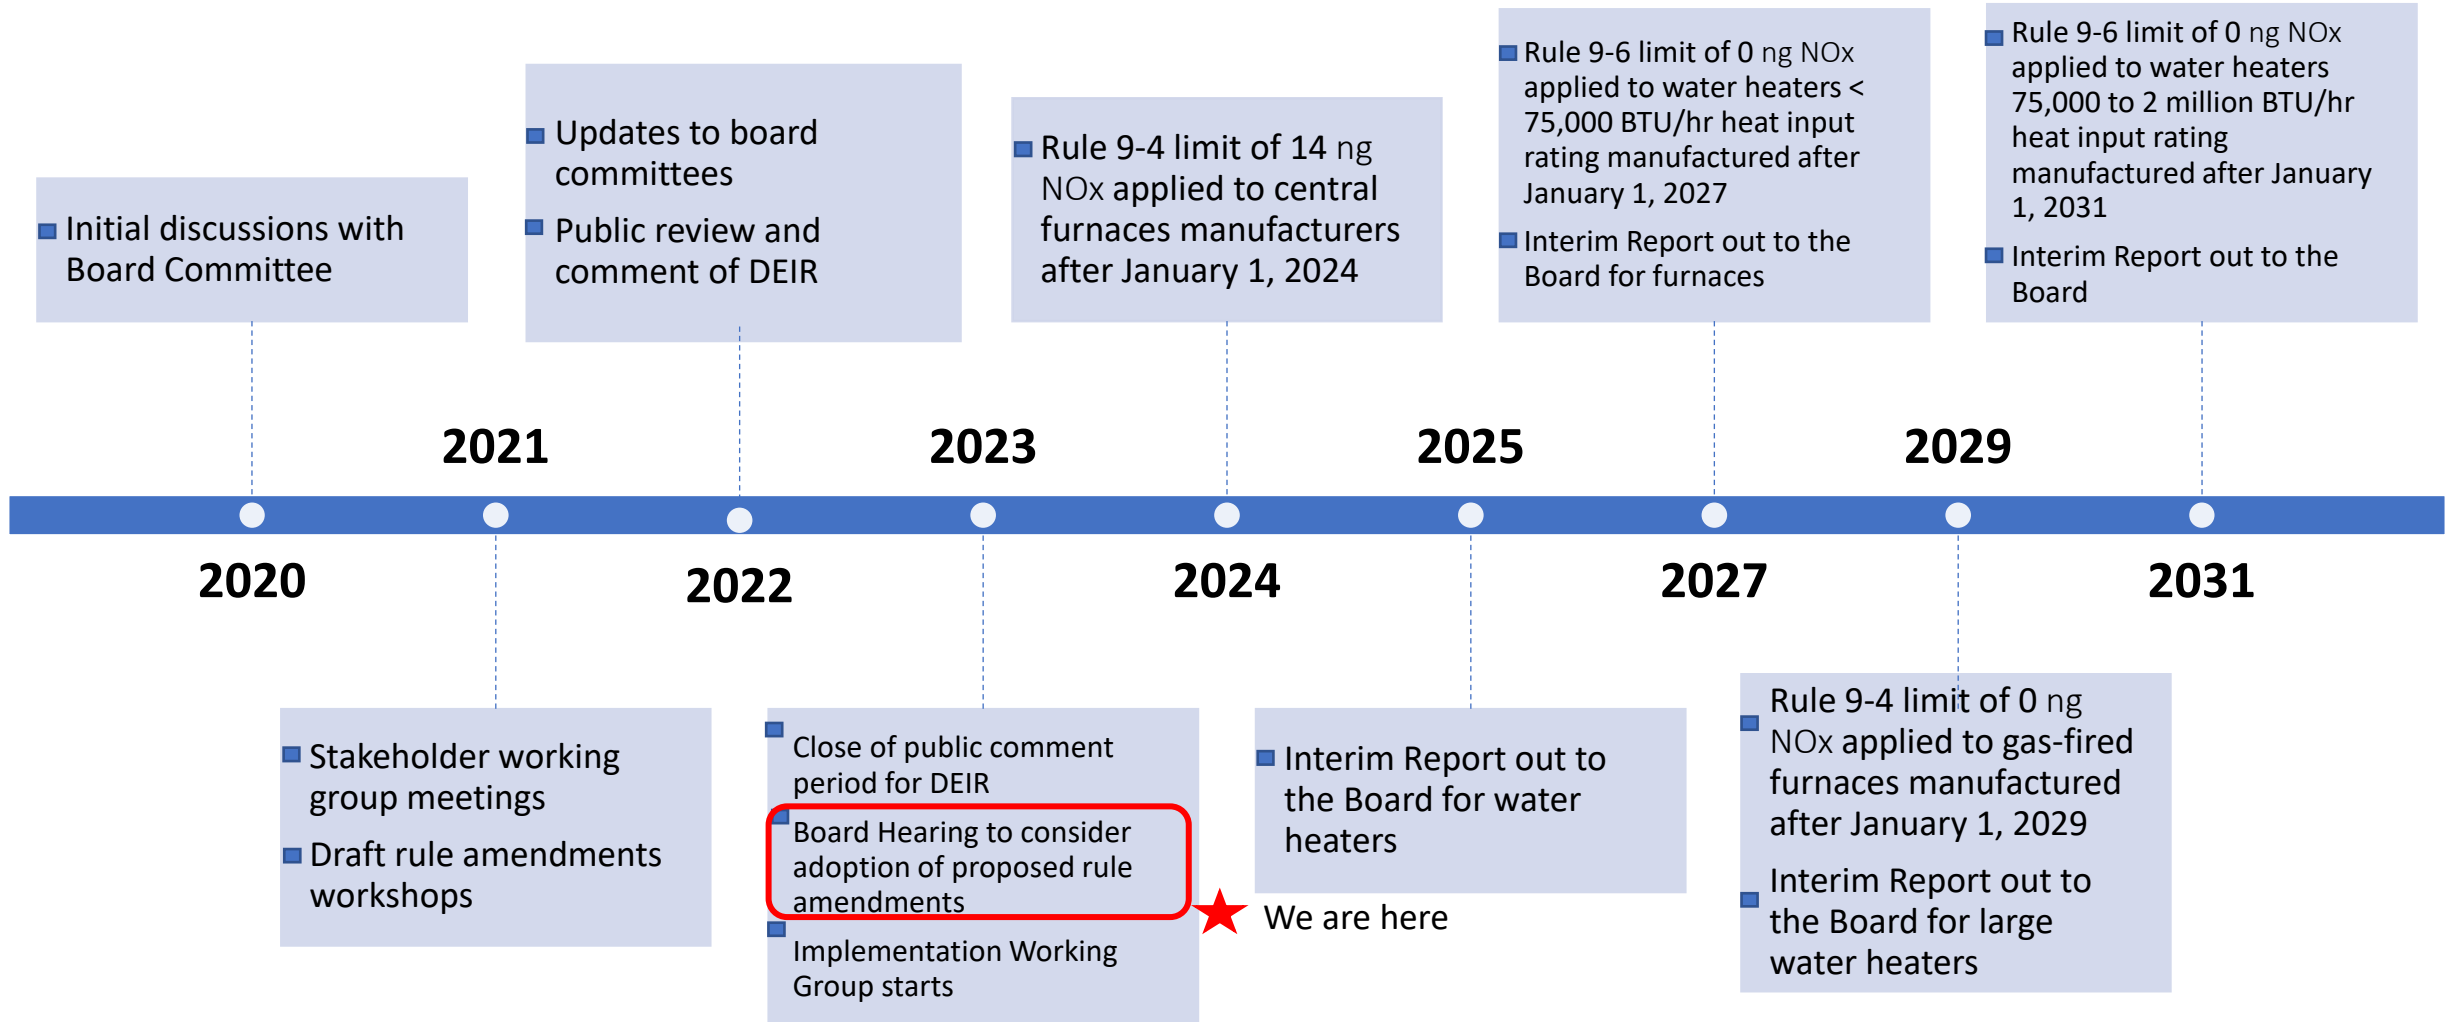 Initial discussions with
Board Committee
Updates to board
committees
Public review and
comment of DEIR
Rule 9-4 limit of 14 ng
NOx applied to central
furnaces manufacturers
after January 1, 2024
Rule 9-6 limit of 0 ng NOx
applied to water heaters <
75,000 BTU/hr heat input
rating manufactured after
January 1, 2027
Interim Report out to the
Board for furnaces
Rule 9-6 limit of 0 ng NOx
applied to water heaters
75,000 to 2 million BTU/hr
heat input rating
manufactured after January
1, 2031
Interim Report out to the
Board
2021
2023
2025
2029
2020
2022
2024
2027
2031
Stakeholder working
group meetings
Draft rule amendments
workshops
Close of public comment
period for DEIR
Board Hearing to consider
adoption of proposed rule
amendments
Implementation Working
Group starts
We are here
Interim Report out to
the Board for water
heaters
Rule 9-4 limit of 0 ng
NOx applied to gas-fired
furnaces manufactured
after January 1, 2029
Interim Report out to
the Board for large
water heaters